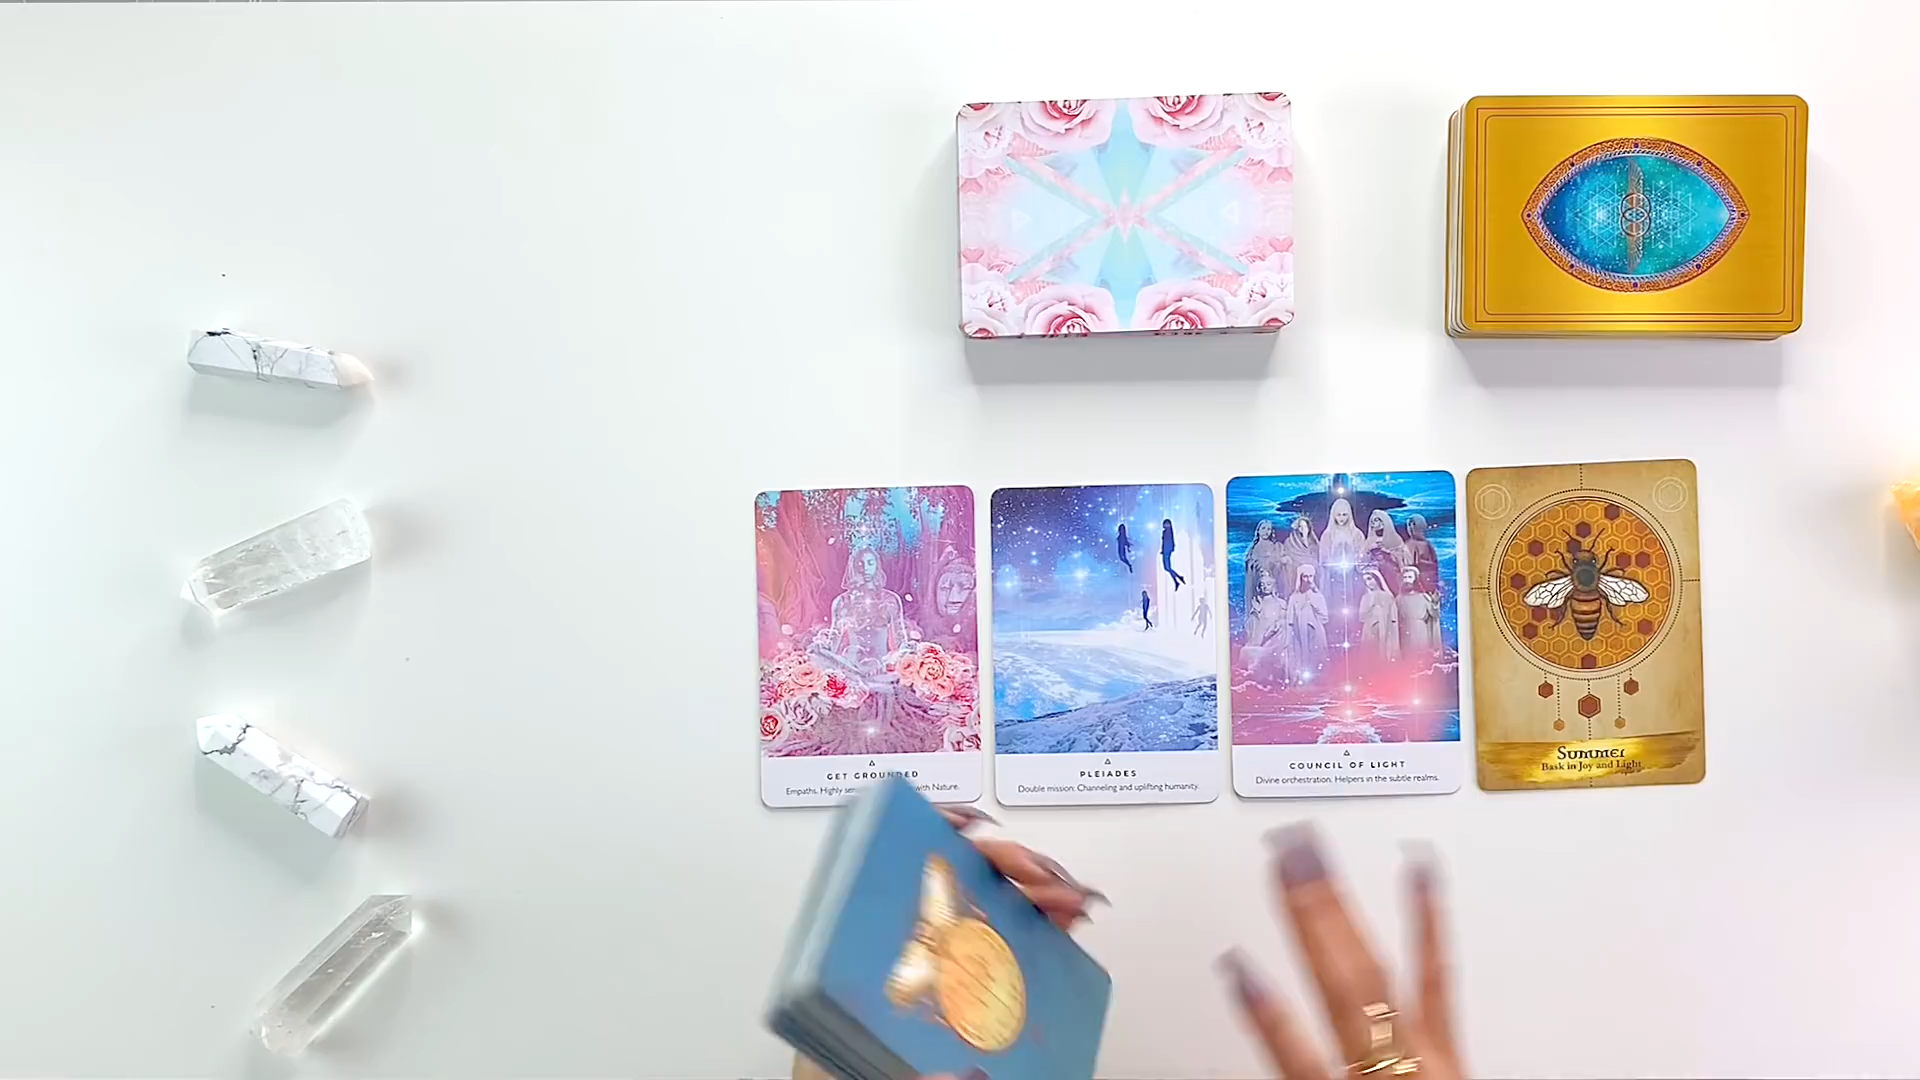 GET GROUNDED
Empaths. Highly with Nature.
PLEIADES
Double mission: Channeling and uplifting humanity.
COUNCIL OF LIGHT
Divine orchestration. Helpers in the subtle realms.
Summer
Bask in Joy and Light